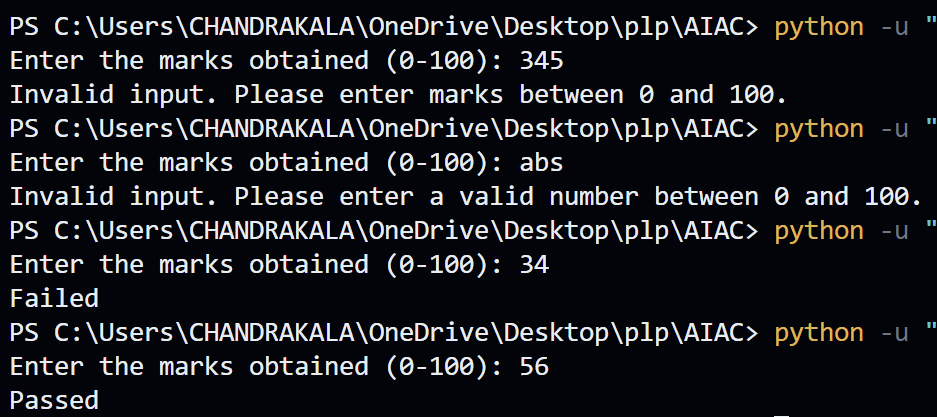 PS C:\Users\CHANDRAKALA\OneDrive\Desktop\plp\AIAC> python -u "
Enter the marks obtained (0-100): 345
Invalid input. Please enter marks between 0 and 100.
PS C:\Users\CHANDRAKALA\OneDrive\Desktop\plp\AIAC> python -u "
Enter the marks obtained (0-100): abs
Invalid input. Please enter a valid number between 0 and 100.
PS C:\Users\CHANDRAKALA\OneDrive\Desktop\plp\AIAC> python -u "
Enter the marks obtained (0-100): 34
Failed
PS C:\Users\CHANDRAKALA\OneDrive\Desktop\plp\AIAC> python -u "
Enter the marks obtained (0-100): 56
Passed